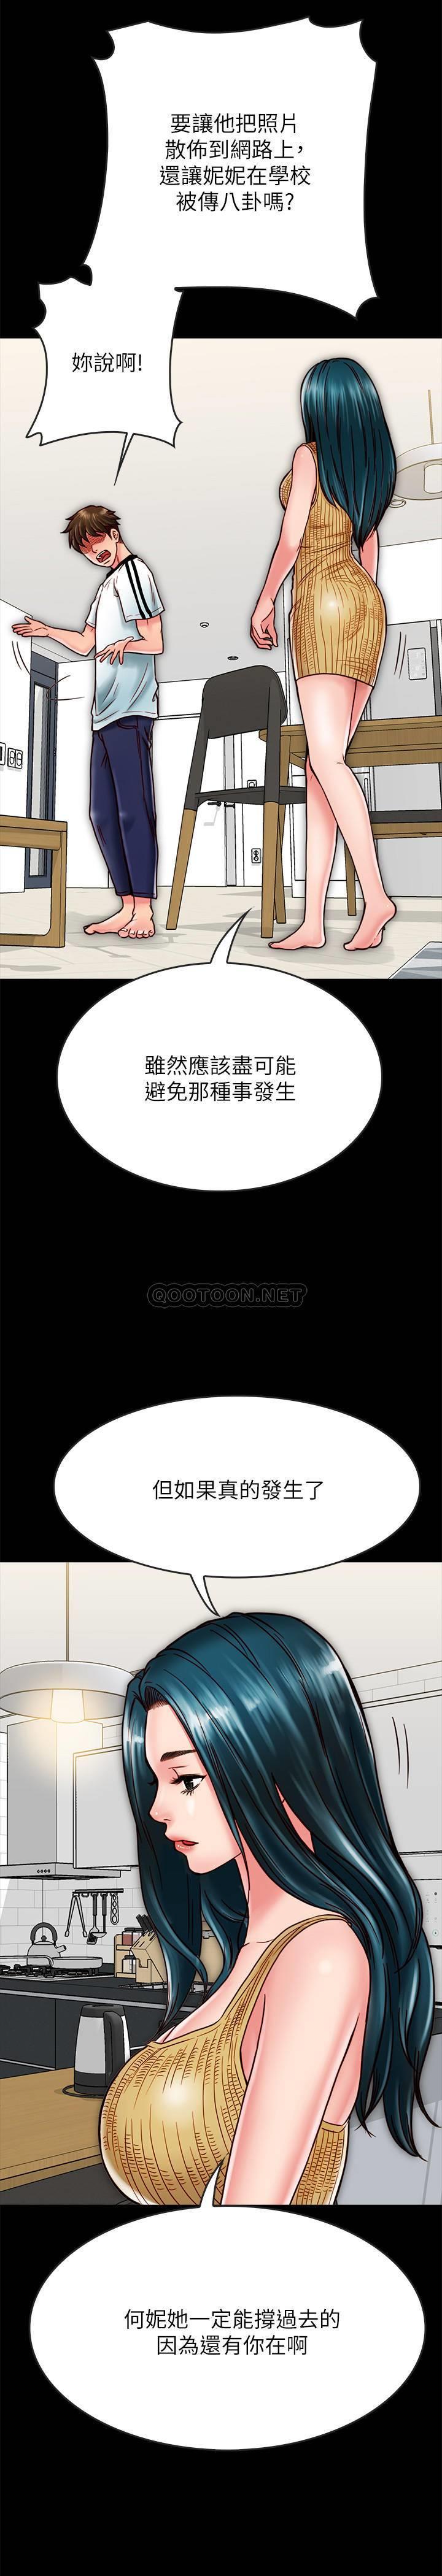 要讓他把照片
散佈到網路上，
還讓妮妮在學校
被傳八卦嗎？
妳說啊！
雖然應該盡可能
避免那種事發生
QOOTOON.NET
但如果真的發生了
何妮她一定能撐過去的
因為還有你在啊